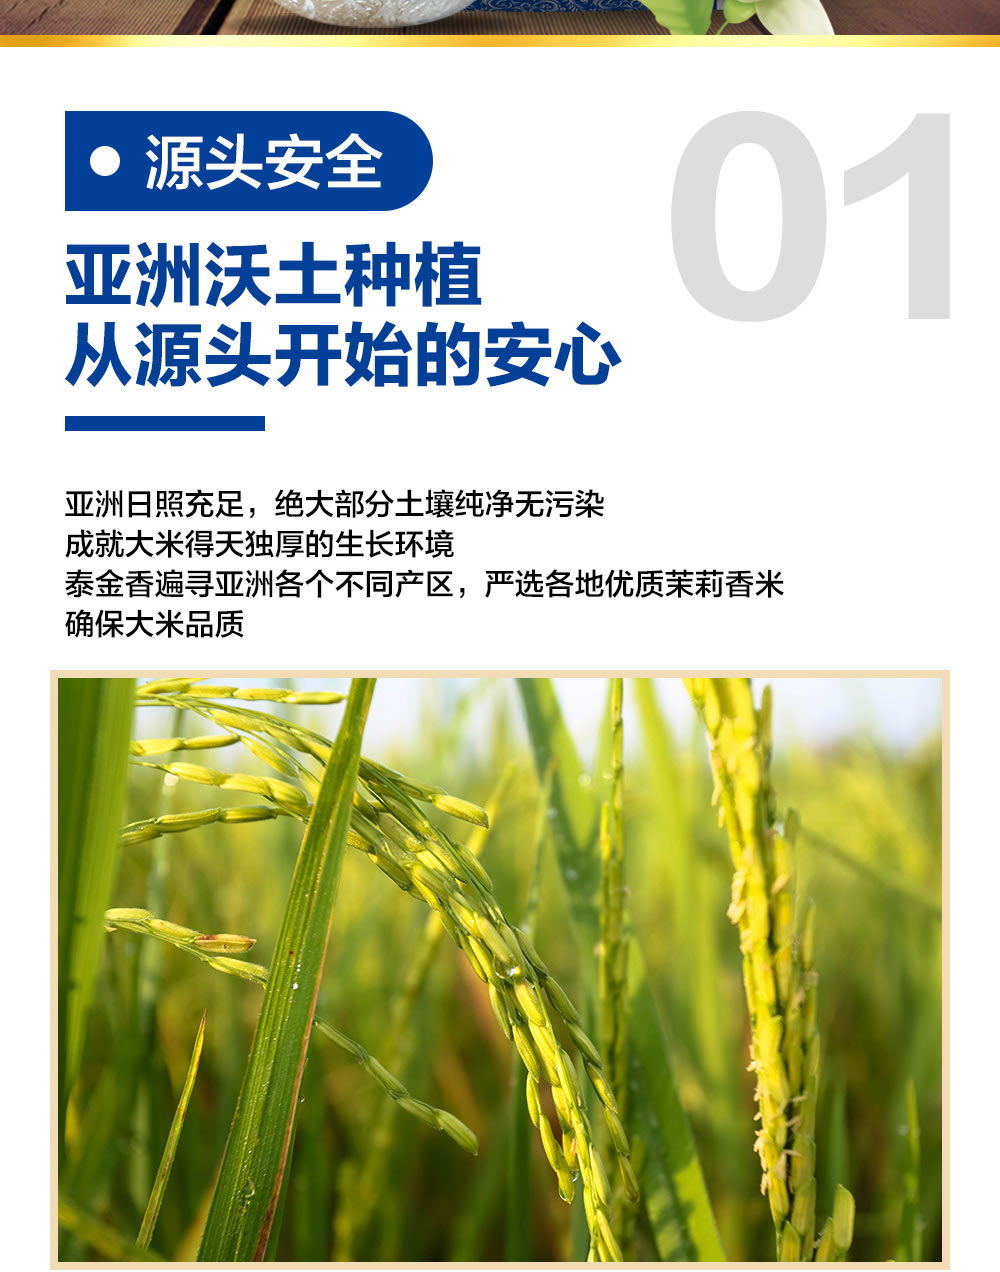 源头安全
01
亚洲沃土种植
从源头开始的安心
亚洲日照充足，绝大部分土壤纯净无污染
成就大米得天独厚的生长环境
泰金香遍寻亚洲各个不同产区，严选各地优质茉莉香米
确保大米品质